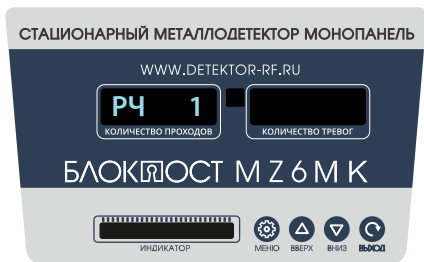 СТАЦИОНАРНЫЙ МЕТАЛЛОДЕТЕКТОР МОНОПАНЕЛЬ
WWW.DETEKTOR-RF.RU
РЧ 1
КОЛИЧЕСТВО ПРОХОДОВ КОЛИЧЕСТВО ТРЕВОГ
БЛОКПОСТ M Z 6 M K
ИНДИКАТОР МЕНЮ ВВЕРХ ВНИЗ ВЫХОД